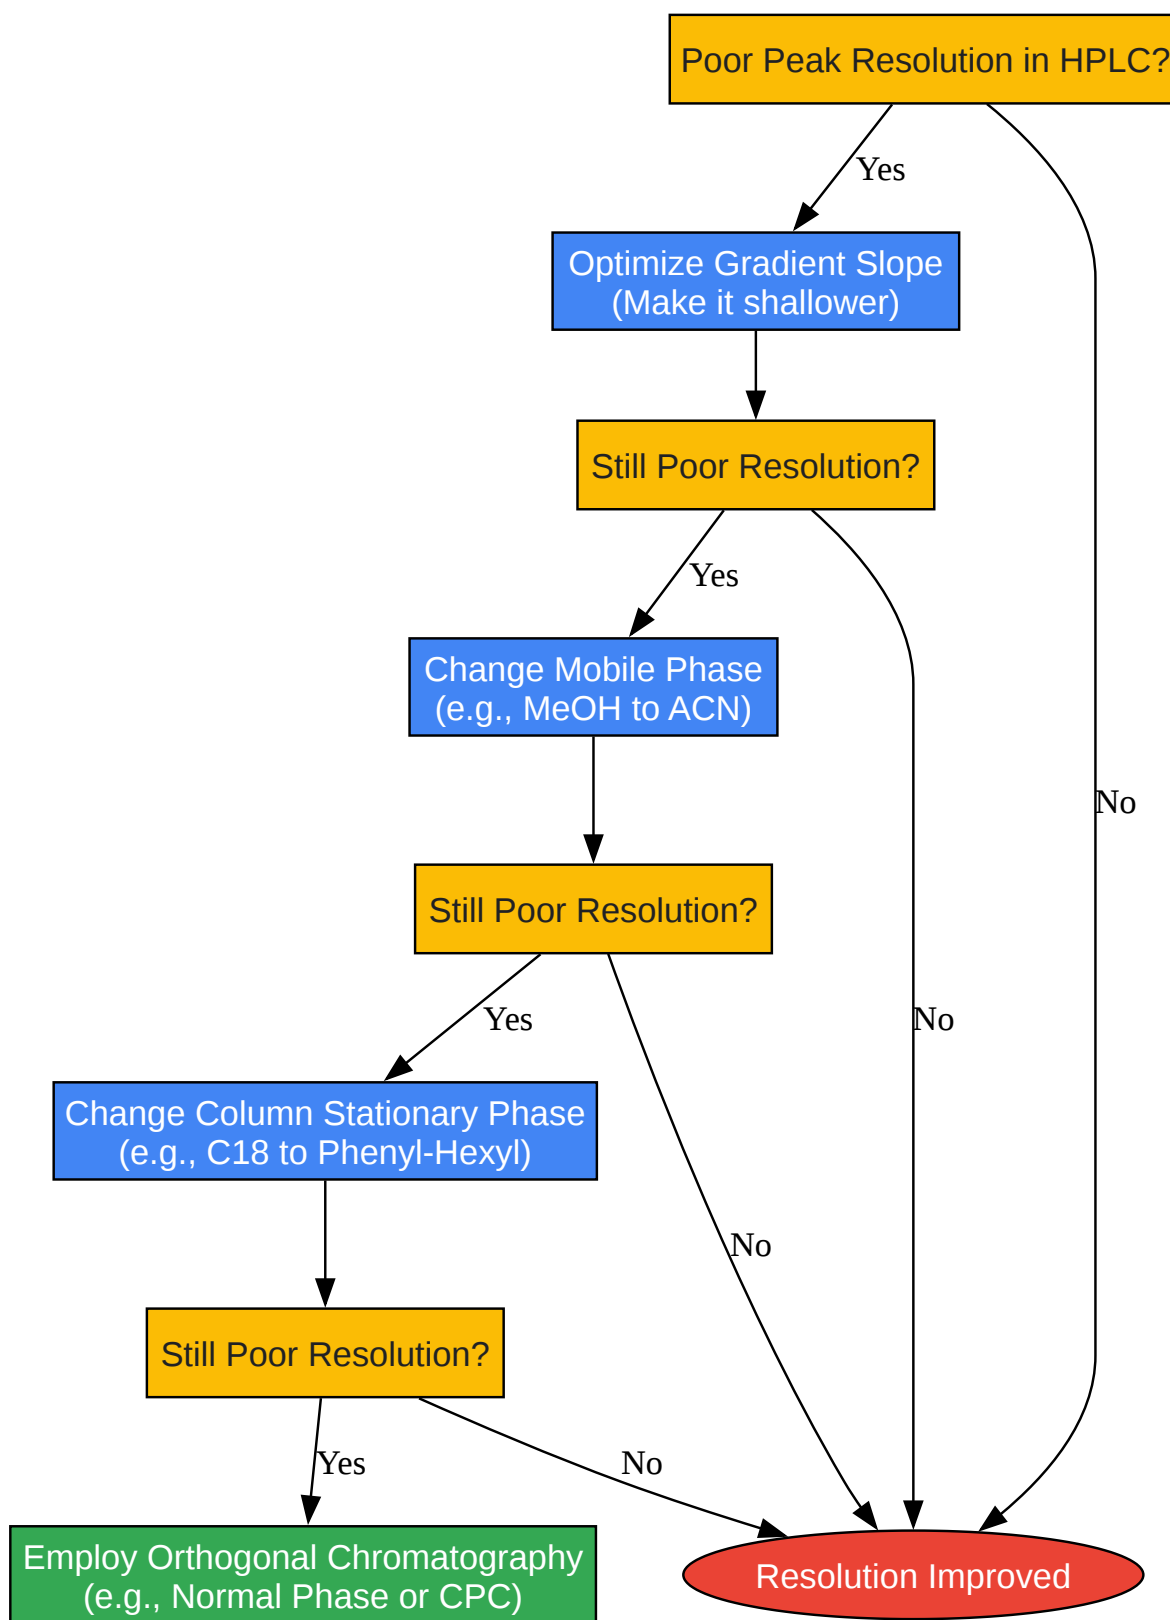 Poor Peak Resolution in HPLC?
Yes
Optimize Gradient Slope
(Make it shallower)
Still Poor Resolution?
Yes
Change Mobile Phase
(e.g., MeOH to ACN)
No
Still Poor Resolution?
Yes
No
Change Column Stationary Phase
(e.g., C18 to Phenyl-Hexyl)
No
Still Poor Resolution?
Yes
No
Employ Orthogonal Chromatography
(e.g., Normal Phase or CPC)
Resolution Improved